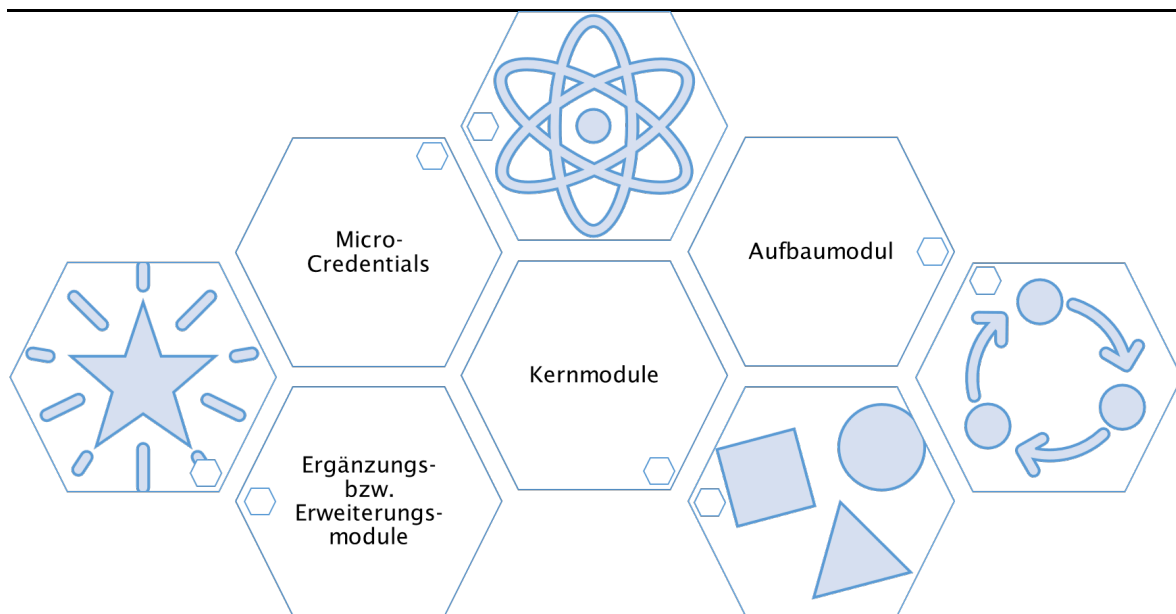 Micro-
Credentials
Aufbaumodul
Kernmodule
Ergänzungs-
bzw.
Erweiterungs-
module